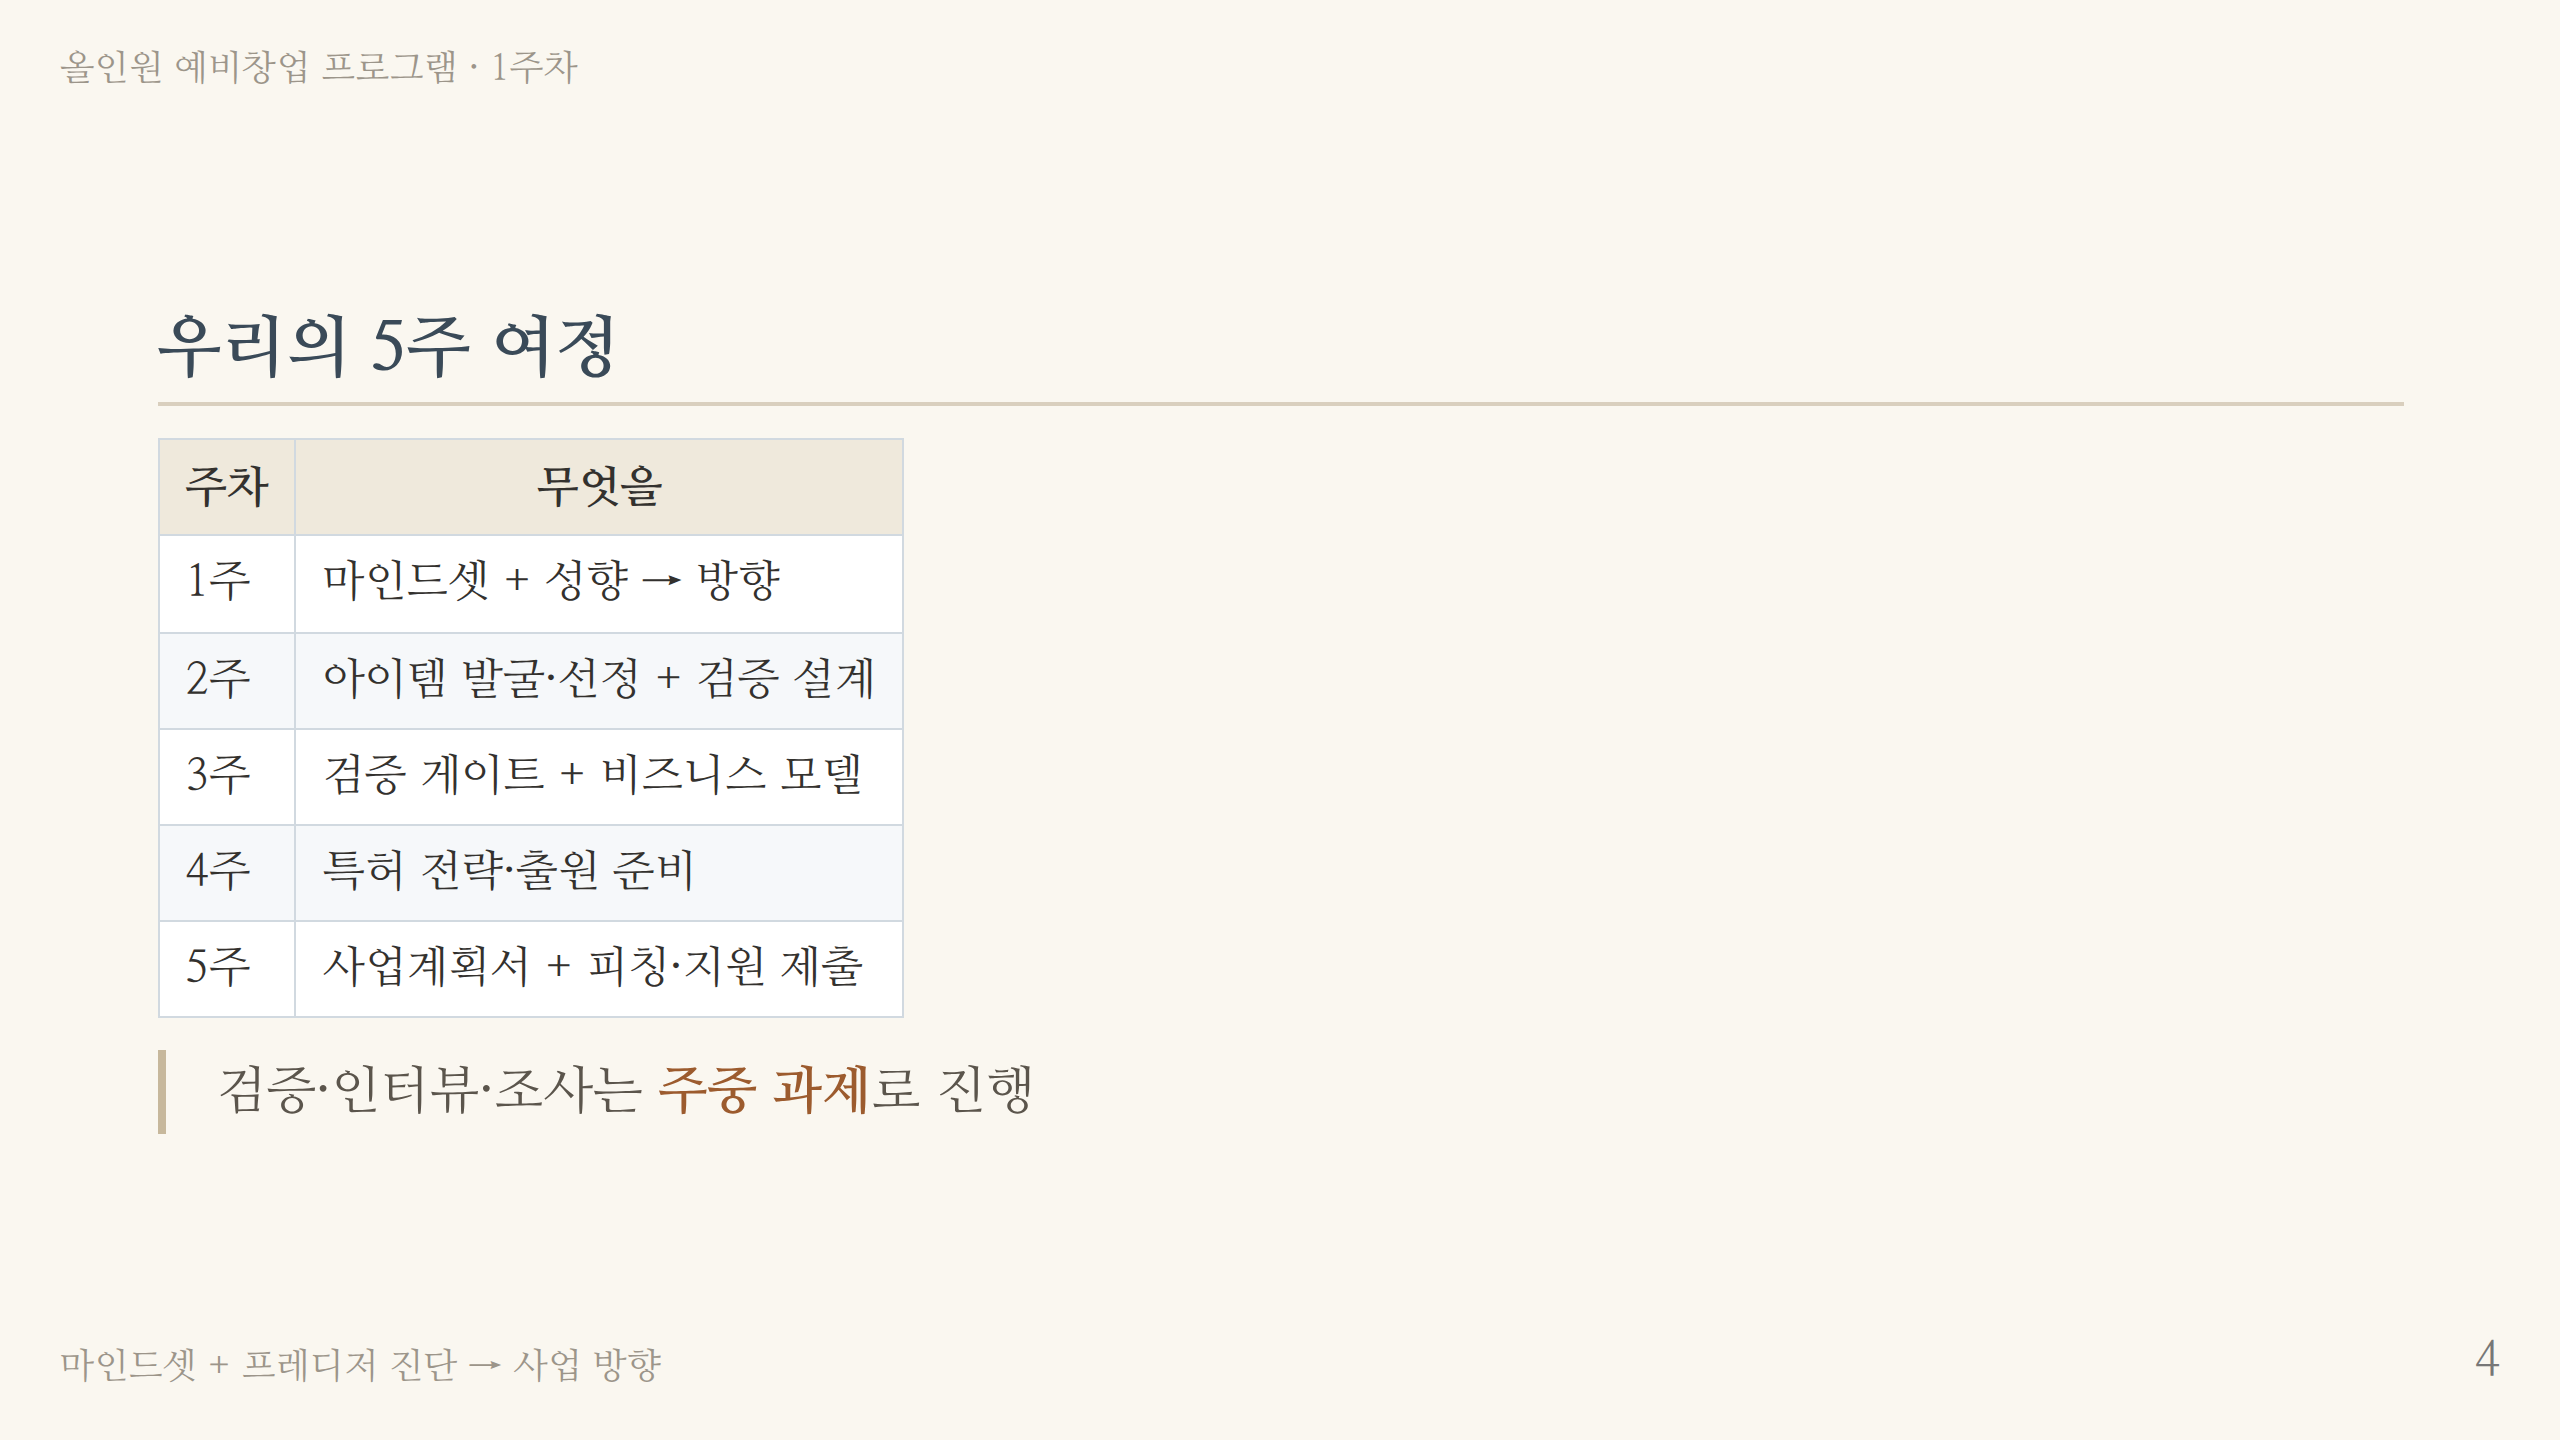 올인원 예비창업 프로그램 · 1주차
우리의 5주 여정
주차 무엇을
1주 마인드셋 + 성향 → 방향
2주 아이템 발굴·선정 + 검증 설계
3주 검증 게이트 + 비즈니스 모델
4주 특허 전략·출원 준비
5주 사업계획서 + 피칭·지원 제출
검증·인터뷰·조사는 주중 과제로 진행
마인드셋 + 프레디저 진단 → 사업 방향
4